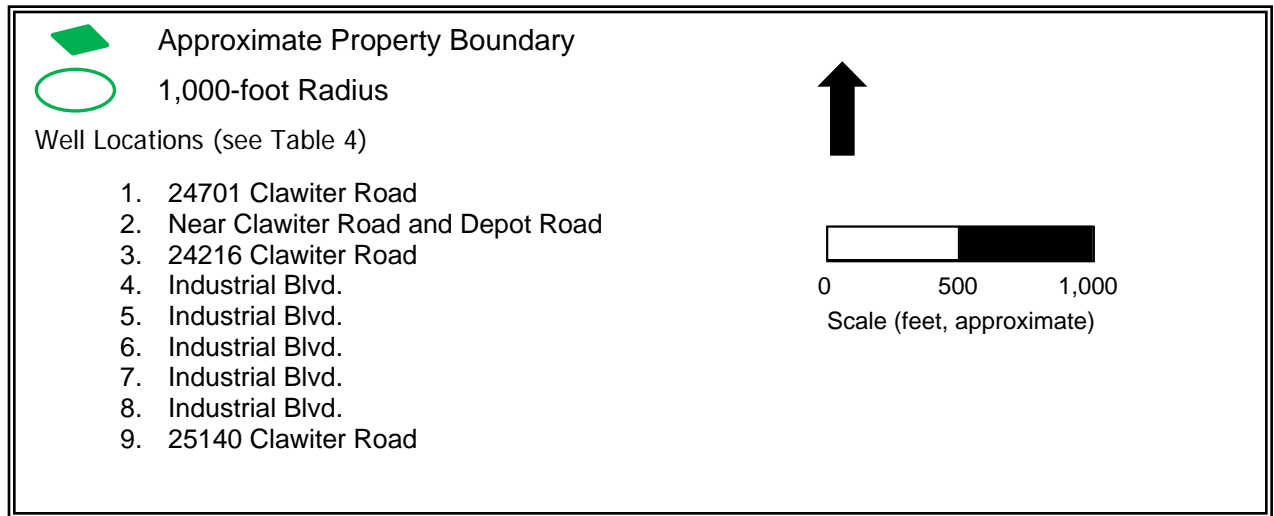 Approximate Property Boundary
1,000-foot Radius
Well Locations (see Table 4)
1. 24701 Clawiter Road
2. Near Clawiter Road and Depot Road
3. 24216 Clawiter Road
4. Industrial Blvd.
5. Industrial Blvd.
6. Industrial Blvd.
7. Industrial Blvd.
8. Industrial Blvd.
9. 25140 Clawiter Road
0 500 1,000
Scale (feet, approximate)